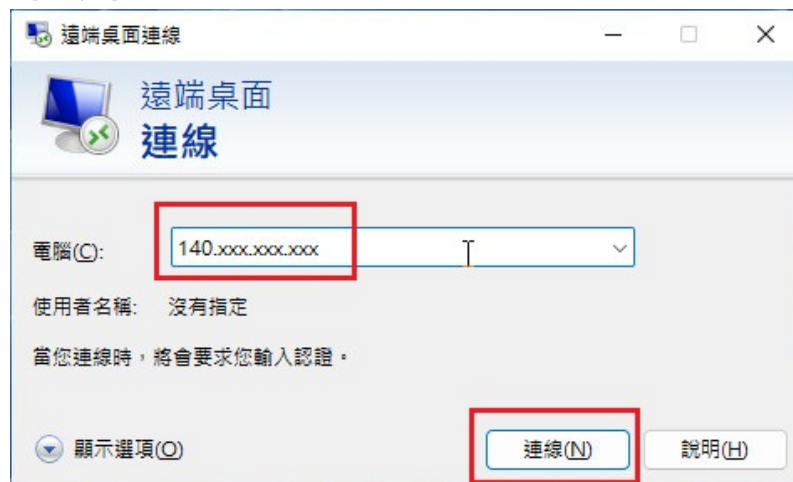 遠端桌面連線
遠端桌面
連線
電腦(C): 140.xxx.xxx.xxx
使用者名稱: 沒有指定
當您連線時，將會要求您輸入認證。
顯示選項(O) 連線(N) 說明(H)